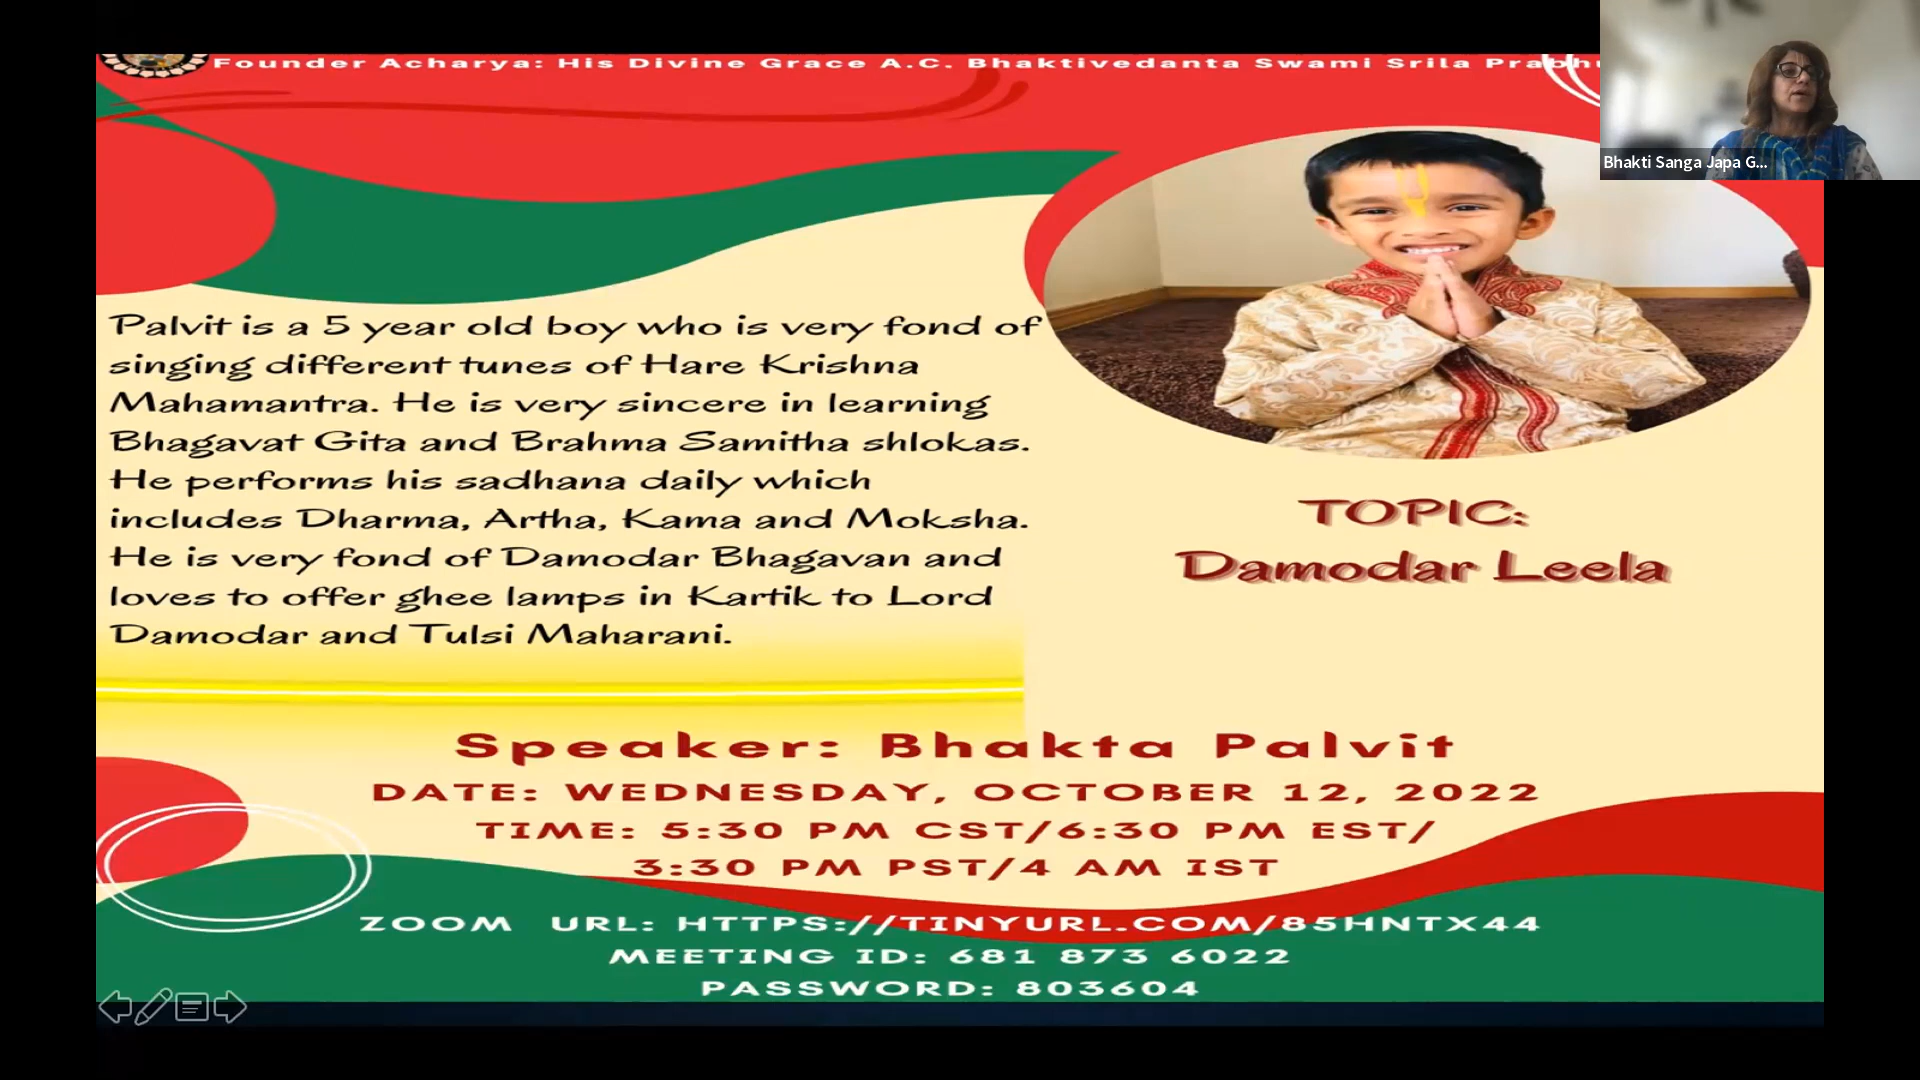 Founder Acharya: His Divine Grace A.C. Bhaktivedanta Swami Srila
Bhakti Sanga Japa G...
Palvit is a 5 year old boy who is very fond of
singing different tunes of Hare Krishna
Mahamantra. He is very sincere in learning
Bhagavat Gita and Brahma Samitha shlokas.
He performs his sadhana daily which
includes Dharma, Artha, Kama and Moksha.
He is very fond of Damodar Bhagavan and
loves to offer ghee lamps in Kartik to Lord
Damodar and Tulsi Maharani.
TOPIC:
Damodar Leela
Speaker: Bhakta Palvit
DATE: WEDNESDAY, OCTOBER 12, 2022
TIME: 5:30 PM CST/6:30 PM EST/
3:30 PM PST/4 AM IST
ZOOM URL: HTTPS://TINYURL.COM/85HNTX44
MEETING ID: 681 873 6022
PASSWORD: 803604